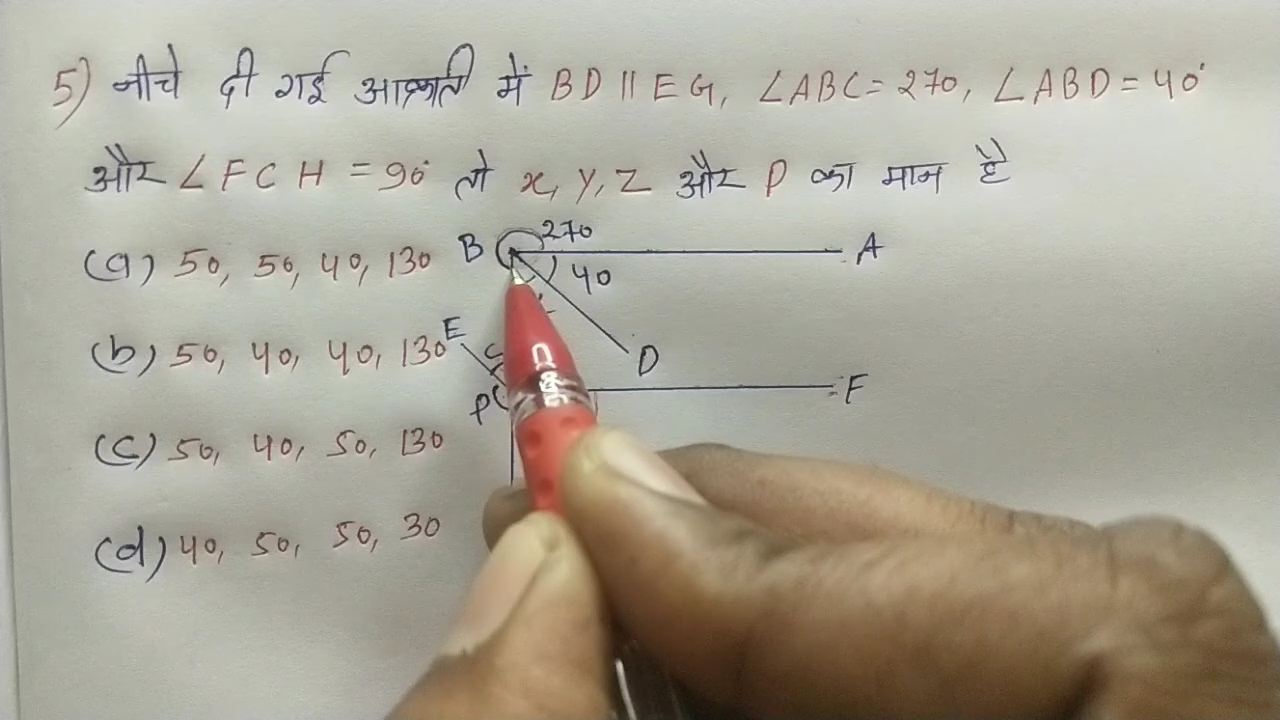 5) नीचे दी गई आक्रती में BD || EG, ∠ABC = 270, ∠ABD = 40°
और ∠FCH = 90° तो x, y, Z और P का मान है
(a) 50, 50, 40, 130
(b) 50, 40, 40, 130
(c) 50, 40, 50, 130
(d) 40, 50, 50, 30
B 270 A
40
E
D
P F